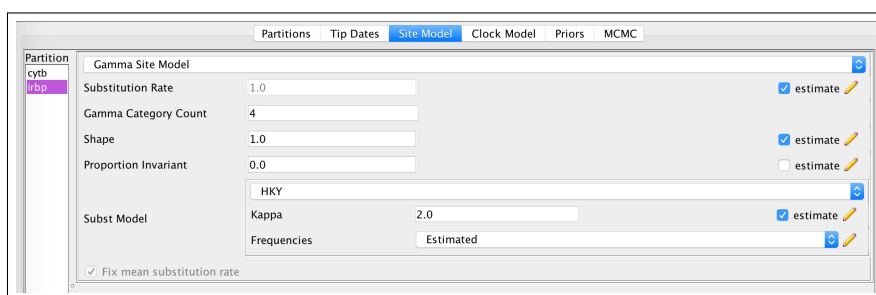 Partitions Tip Dates Site Model Clock Model Priors MCMC
Partition
cytb
irbp
Gamma Site Model
Substitution Rate 1.0 estimate
Gamma Category Count 4
Shape 1.0 estimate
Proportion Invariant 0.0 estimate
HKY
Subst Model Kappa 2.0 estimate
Frequencies Estimated
Fix mean substitution rate